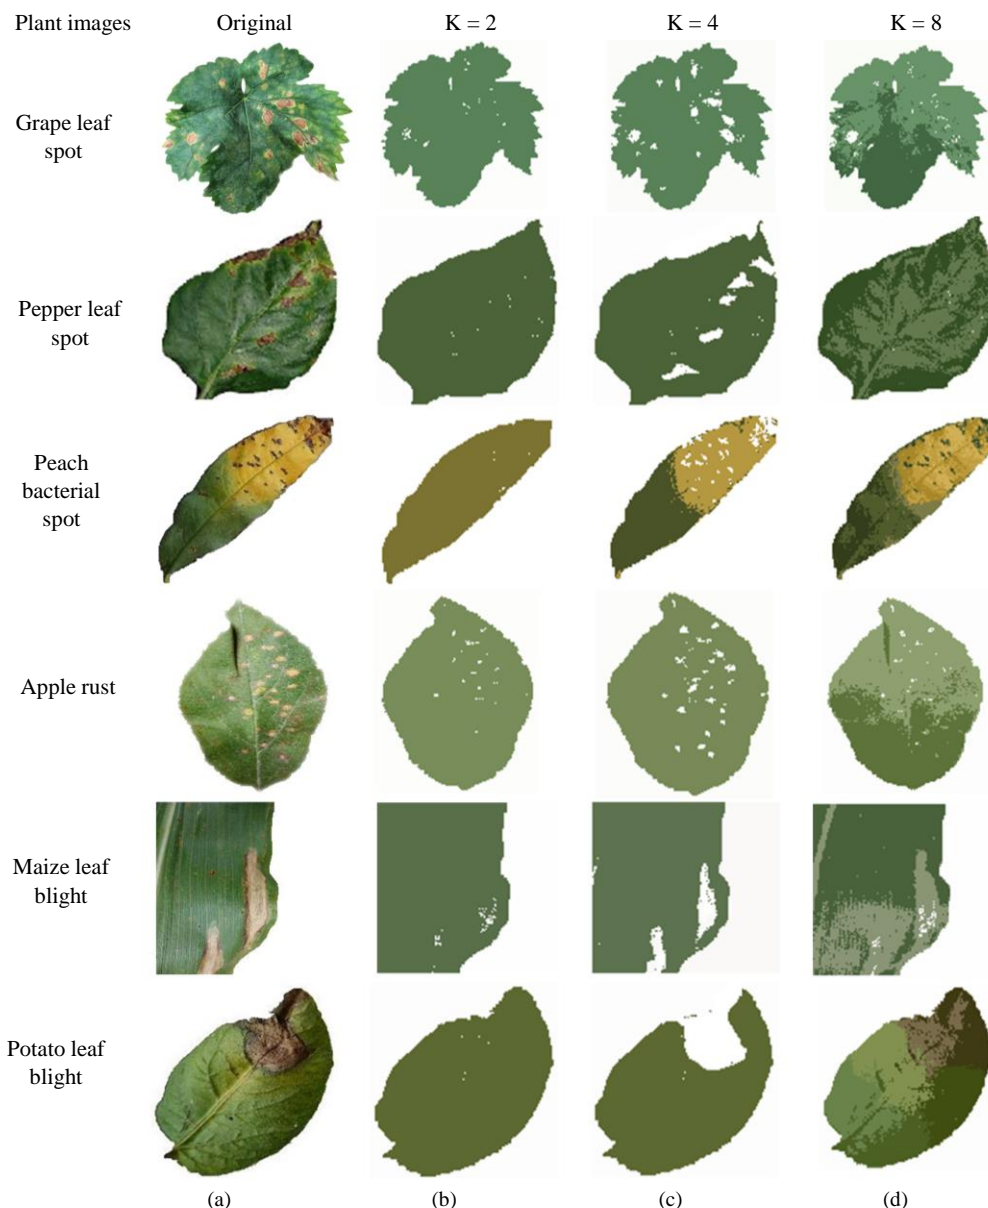 Plant images Original K = 2 K = 4 K = 8
Grape leaf
spot
Pepper leaf
spot
Peach
bacterial
spot
Apple rust
Maize leaf
blight
Potato leaf
blight
(a) (b) (c) (d)